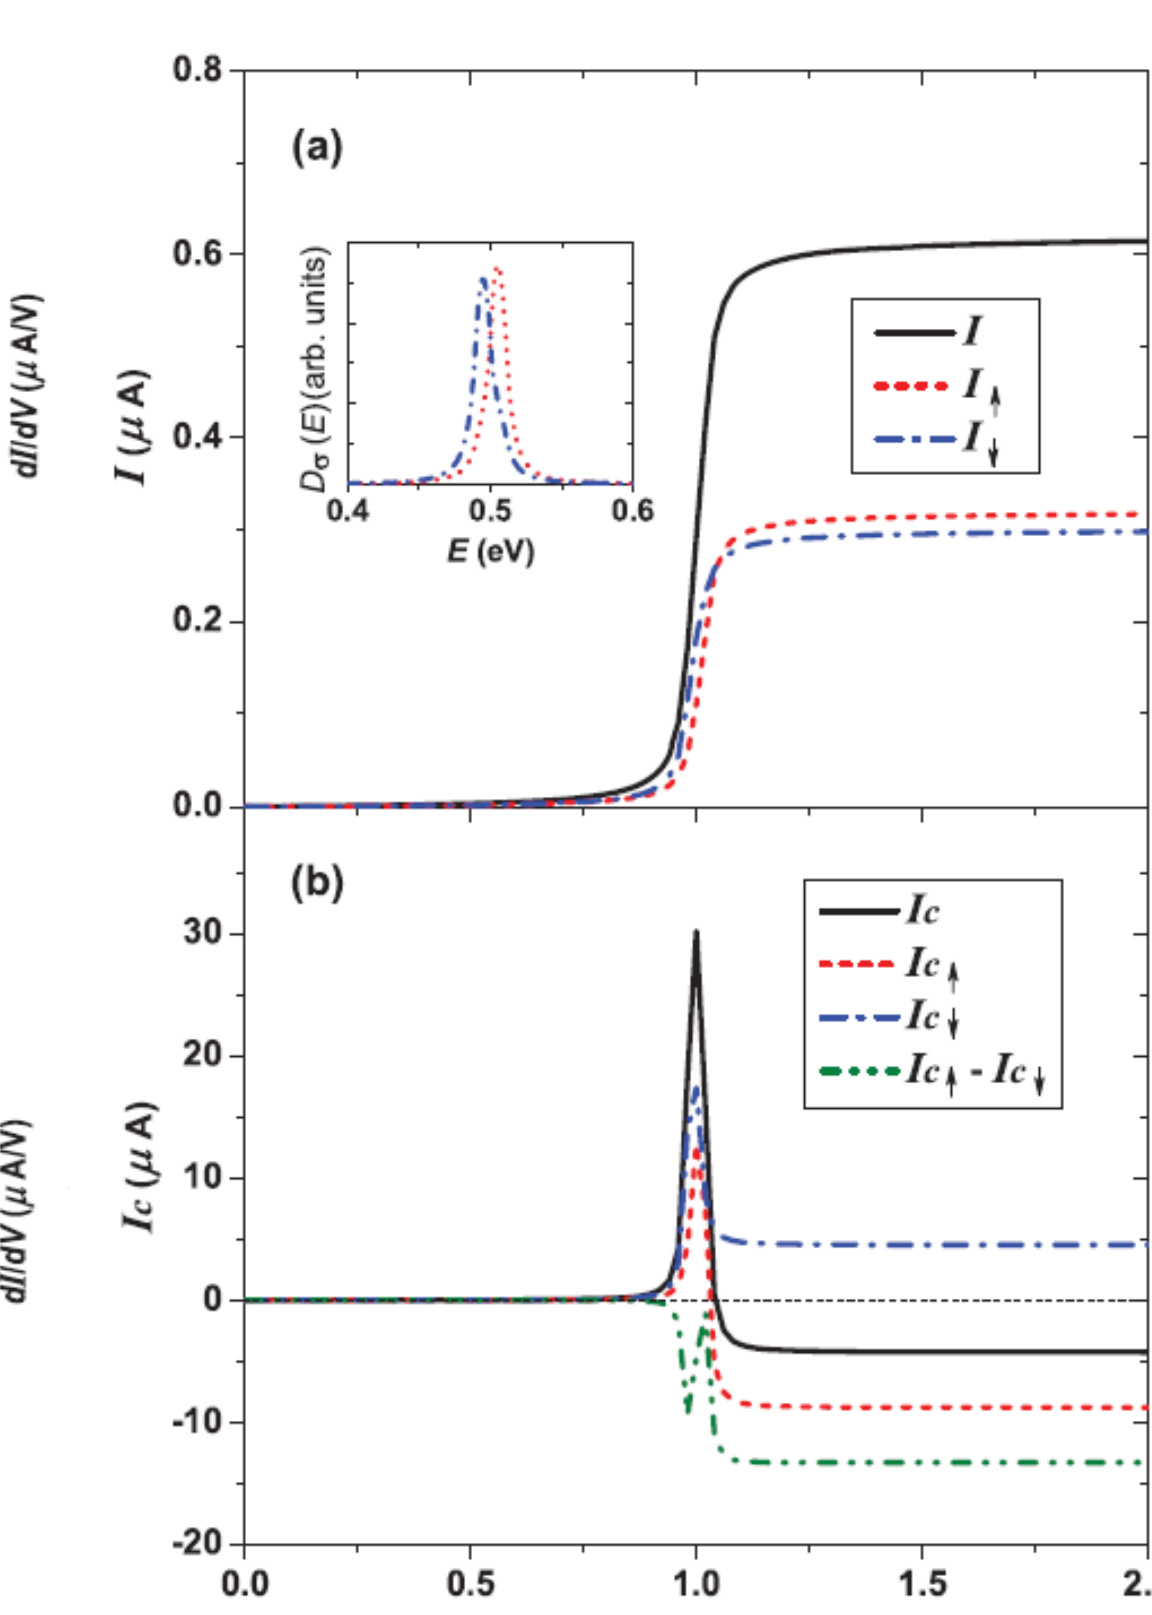 0.8
(a)
0.6
0.4
0.2
0.0
dI/dV (μ A/V)
I (μ A)
I
I↑
I↓
Dσ (E) (arb. units)
0.4 0.5 0.6
E (eV)
(b)
30
20
10
0
-10
-20
dI/dV (μ A/V)
Ic (μ A)
Ic
Ic↑
Ic↓
Ic↑ - Ic↓
0.0 0.5 1.0 1.5 2.